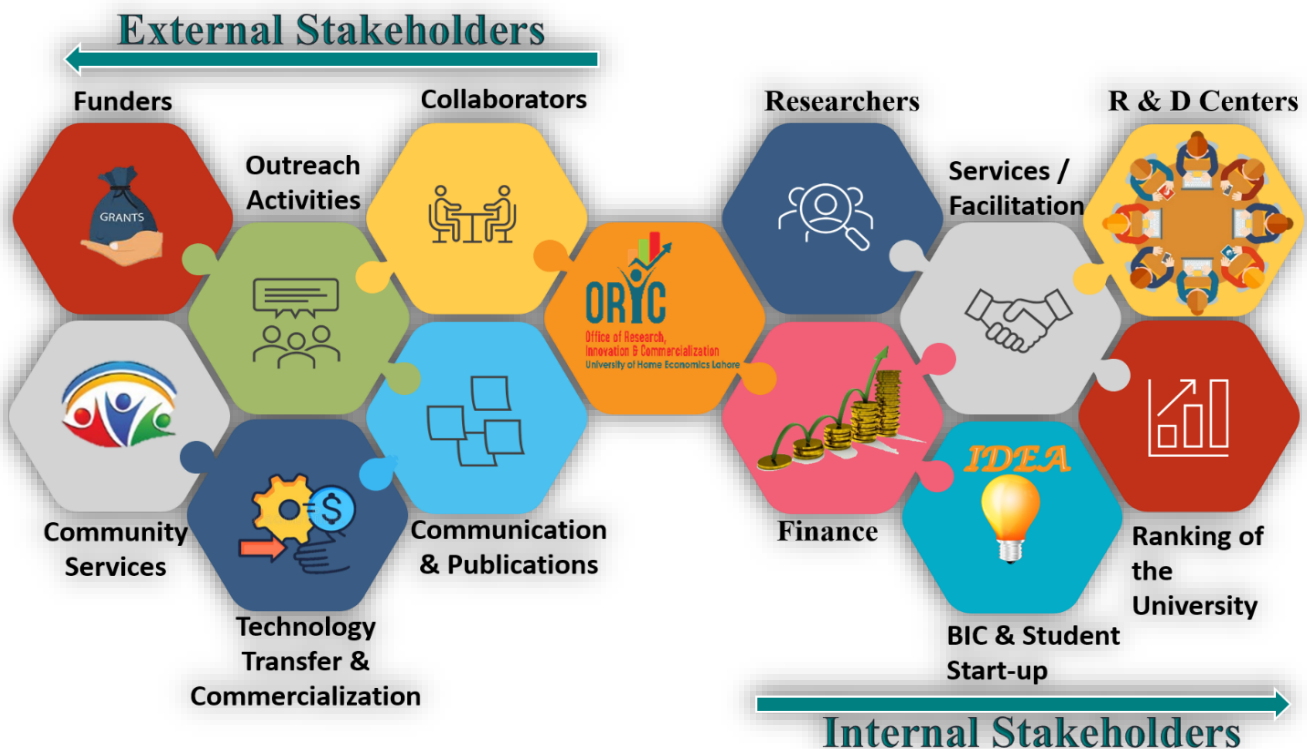 External Stakeholders
Funders
Collaborators
Researchers
R & D Centers
Outreach
Activities
Services /
Facilitation
GRANTS
ORIC
Office of Research,
Innovation & Commercialization
University of Home Economics Lahore
IDEA
Community
Services
Communication
& Publications
Finance
Ranking of
the
University
Technology
Transfer &
Commercialization
$
BIC & Student
Start-up
Internal Stakeholders